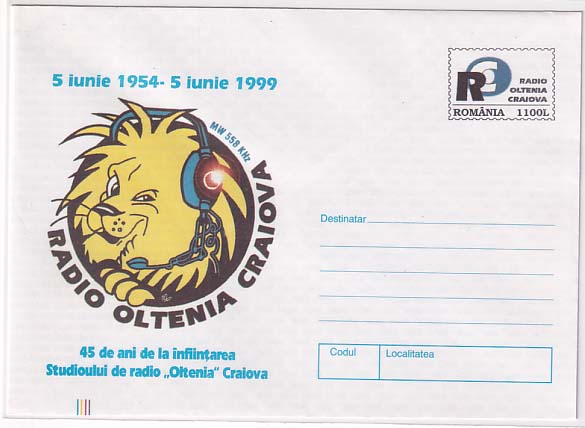 5 iunie 1954- 5 iunie 1999
RADIO
OLTENIA
CRAIOVA
ROMÂNIA 1100L
MW 558 KHz
RADIO OLTENIA CRAIOVA
Destinatar
45 de ani de la înfiinţarea
Studioului de radio „Oltenia" Craiova
Codul
Localitatea